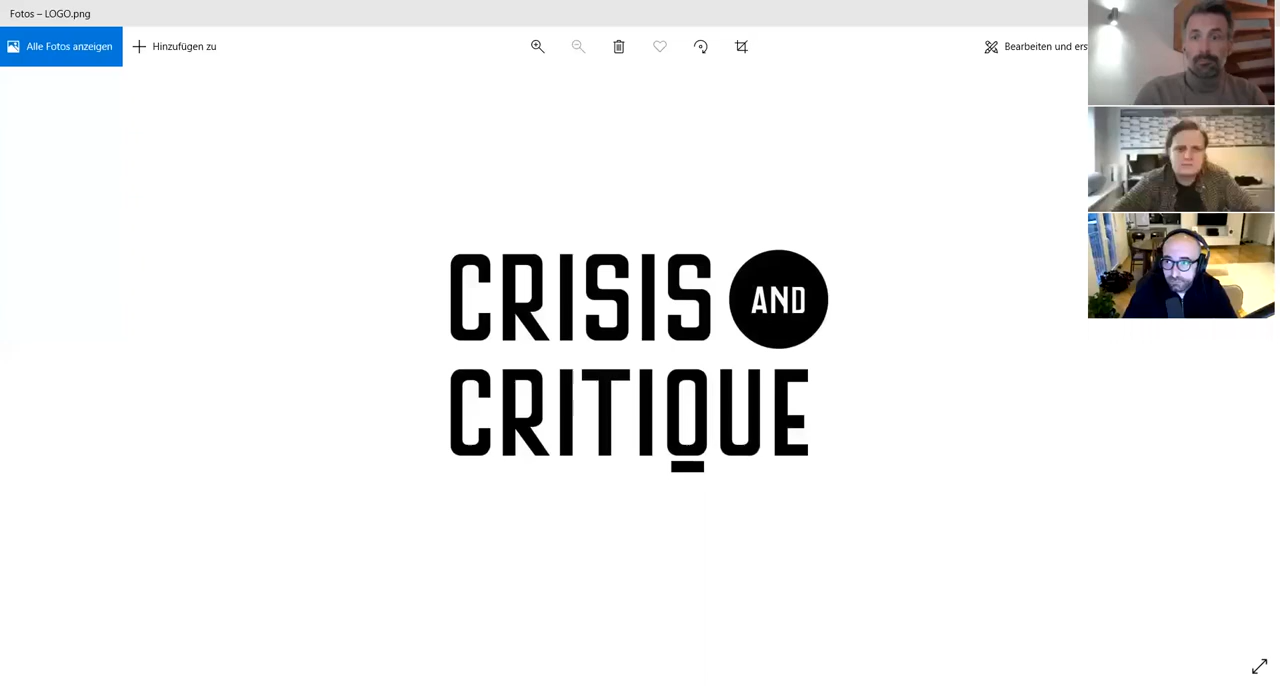 Fotos – LOGO.png
Alle Fotos anzeigen
Hinzufügen zu
Bearbeiten und ers
CRISIS AND
CRITIQUE